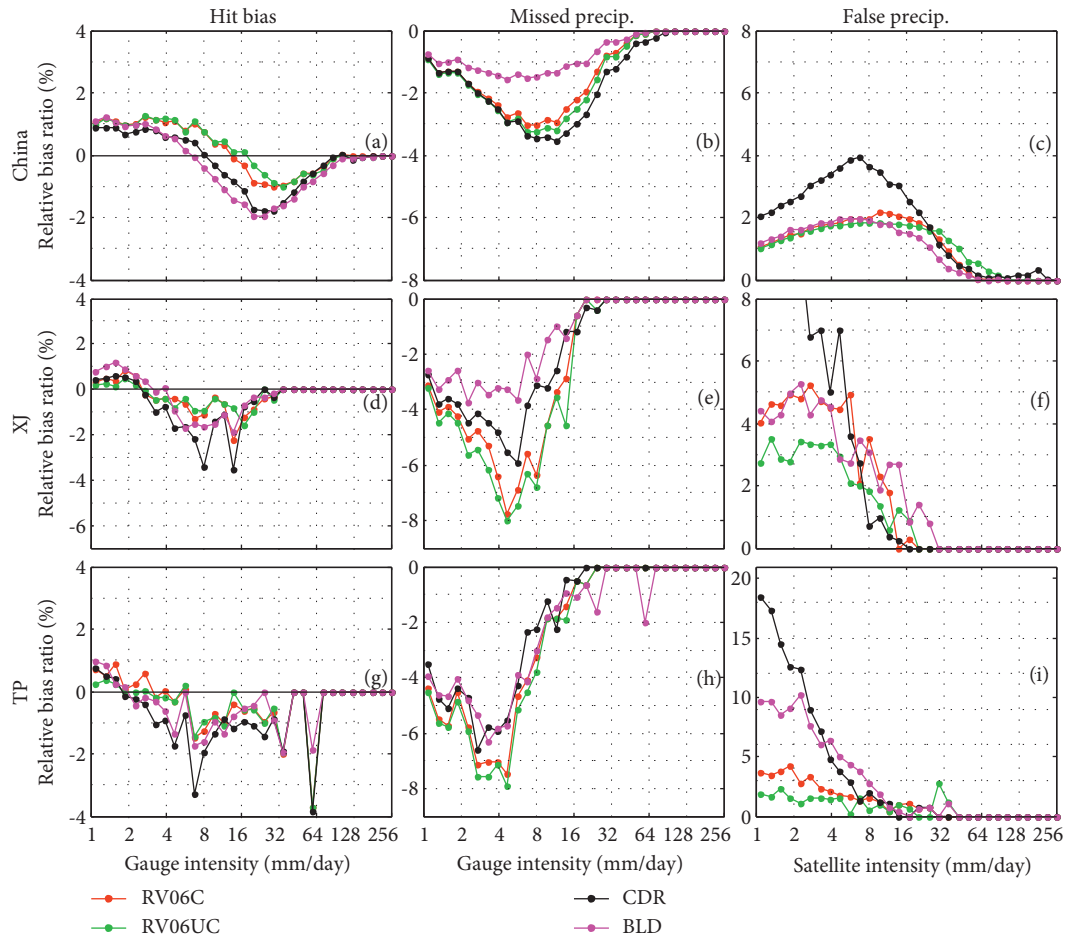 Hit bias
Missed precip.
False precip.
China
Relative bias ratio (%)
4
2
0
-2
-4
(a)
0
-2
-4
-6
-8
(b)
8
6
4
2
0
(c)
XJ
Relative bias ratio (%)
4
2
0
-2
-4
-6
(d)
0
-2
-4
-6
-8
(e)
8
6
4
2
0
(f)
TP
Relative bias ratio (%)
4
2
0
-2
-4
(g)
0
-2
-4
-6
-8
(h)
20
15
10
5
0
(i)
1 2 4 8 16 32 64 128 256
1 2 4 8 16 32 64 128 256
1 2 4 8 16 32 64 128 256
Gauge intensity (mm/day)
Gauge intensity (mm/day)
Satellite intensity (mm/day)
RV06C
CDR
RV06UC
BLD